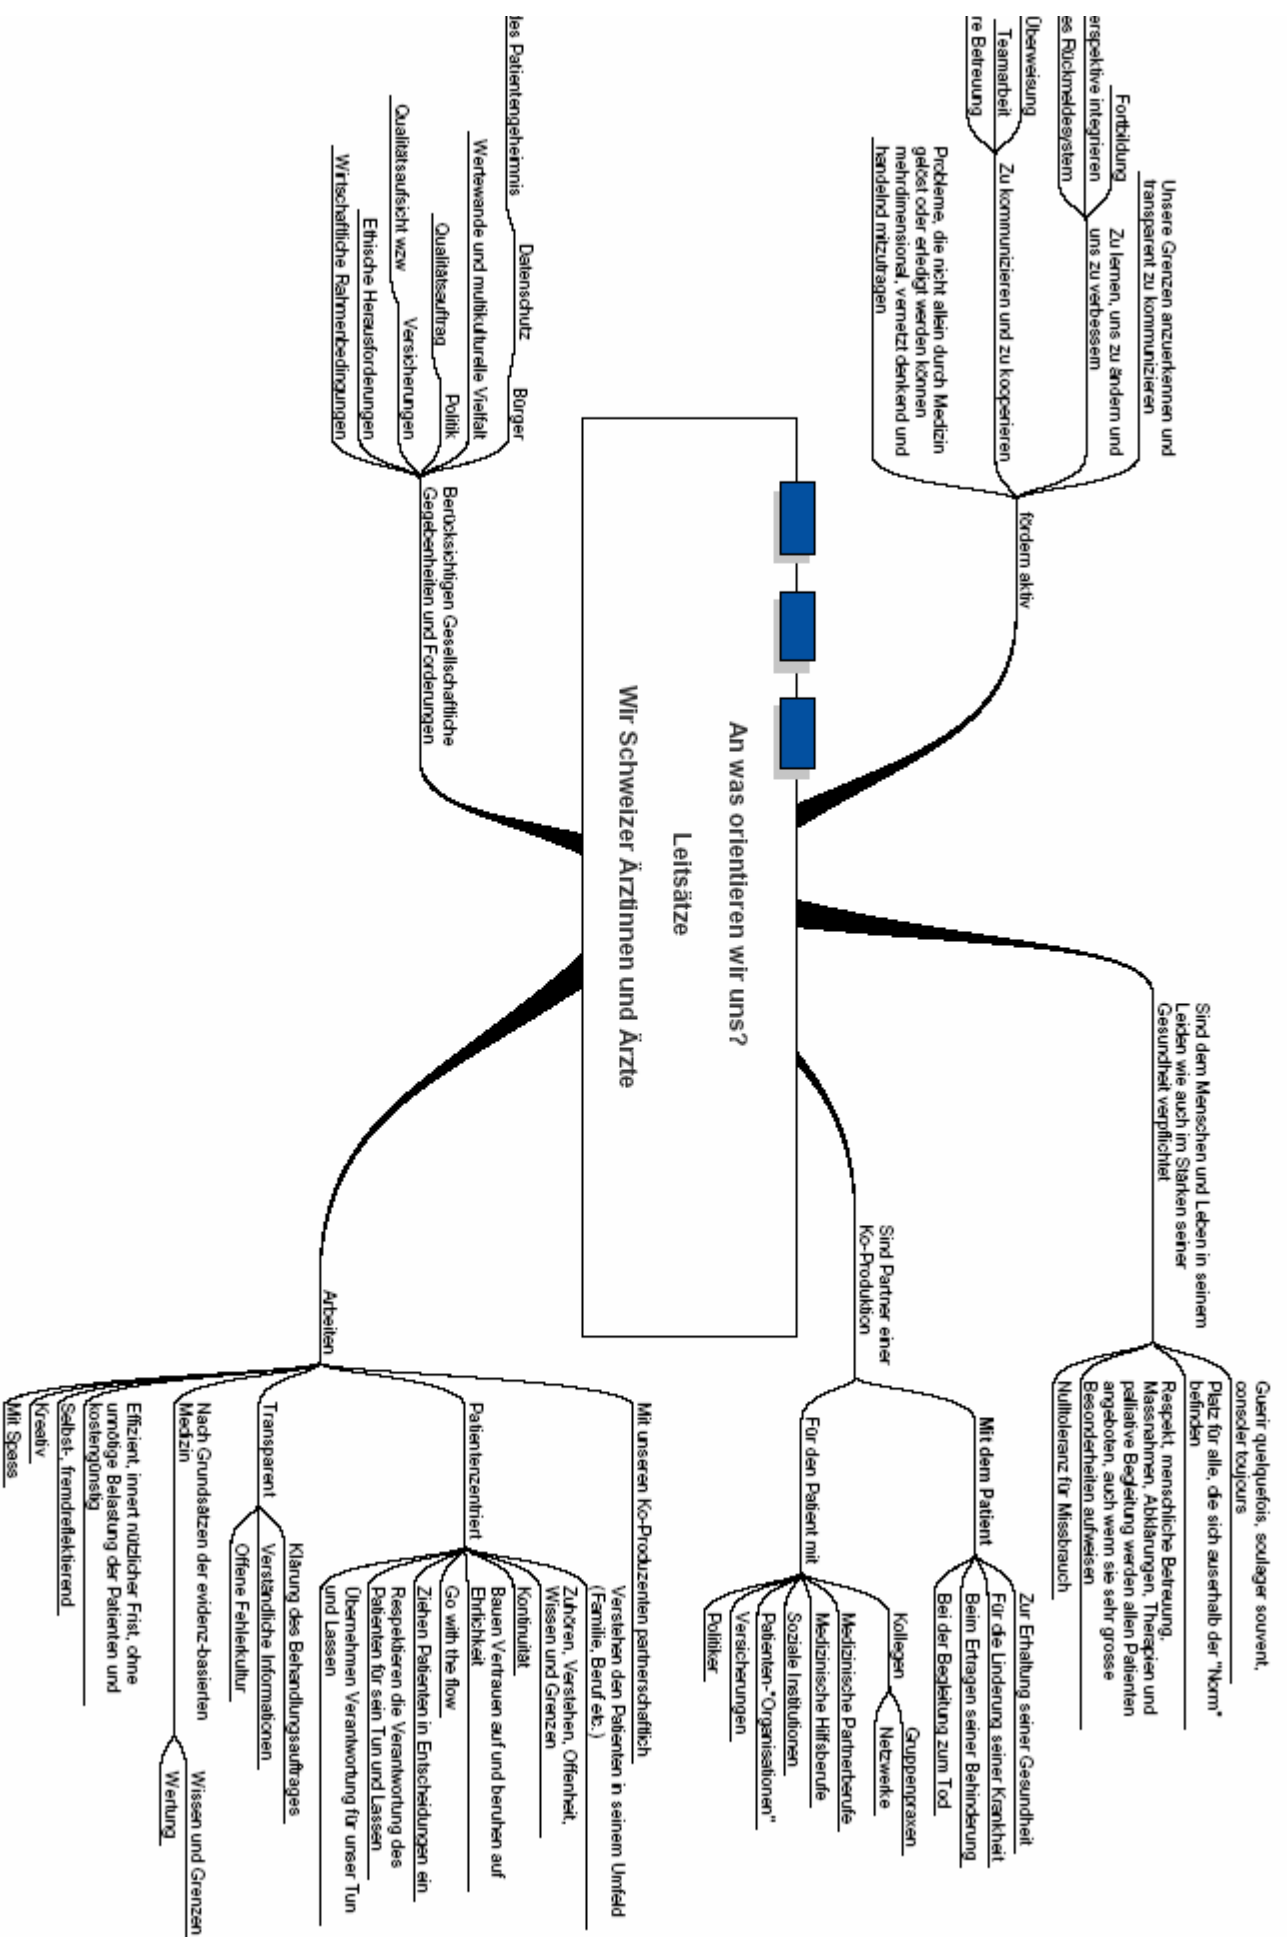 An was orientieren wir uns?
Leitsätze
Wir Schweizer Ärztinnen und Ärzte
fördern aktiv
Unsere Grenzen anzuerkennen und
transparent zu kommunizieren
Zu lernen, uns zu ändern und
uns zu verbessern
Fortbildung
erspektive integrieren
es Rückmeldesystem
Zu kommunizieren und zu kooperieren
Überweisung
Teamarbeit
re Betreuung
Probleme, die nicht allein durch Medizin
gelöst oder erledigt werden können
mehrdimensional, vernetzt denkend und
handelnd mitzutragen
Berücksichtigen Gesellschaftliche
Gegebenheiten und Forderungen
Bürger
Datenschutz
des Patientengeheimnis
Wertewande und multikulturelle Vielfalt
Politik
Qualitätsauftrag
Versicherungen
Qualitätsaufsicht wzw
Ethische Herausforderungen
Wirtschaftliche Rahmenbedingungen
Sind dem Menschen und Leben in seinem
Leiden wie auch im Stärken seiner
Gesundheit verpflichtet
Guerir quelquefois, soulager souvent,
consoler toujours
Platz für alle, die sich auserhalb der "Norm"
befinden
Respekt, menschliche Betreuung,
Massnahmen, Abklärungen, Therapien und
palliative Begleitung werden allen Patienten
angeboten, auch wenn sie sehr grosse
Besonderheiten aufweisen
Nulltoleranz für Missbrauch
Sind Partner einer
Ko-Produktion
Mit dem Patient
Zur Erhaltung seiner Gesundheit
Für die Linderung seiner Krankheit
Beim Ertragen seiner Behinderung
Bei der Begleitung zum Tod
Für den Patient mit
Kollegen
Gruppenpraxen
Netzwerke
Medizinische Partnerberufe
Medizinische Hilfsberufe
Soziale Institutionen
Patienten-"Organisationen"
Versicherungen
Politiker
Arbeiten
Mit unseren Ko-Produzenten partnerschaftlich
Patientenzentriert
Verstehen den Patienten in seinem Umfeld
(Familie, Beruf etc.)
Zuhören, Verstehen, Offenheit,
Wissen und Grenzen
Kontinuität
Bauen Vertrauen auf und beruhen auf
Ehrlichkeit
Go with the flow
Ziehen Patienten in Entscheidungen ein
Respektieren die Verantwortung des
Patienten für sein Tun und Lassen
Übernehmen Verantwortung für unser Tun
und Lassen
Transparent
Klärung des Behandlungsauftrages
Verständliche Informationen
Offene Fehlerkultur
Nach Grundsätzen der evidenz-basierten
Medizin
Wissen und Grenzen
Wertung
Effizient, innert nützlicher Frist, ohne
unnötige Belastung der Patienten und
kostengünstig
Selbst-, fremdreflektierend
Kreativ
Mit Spass